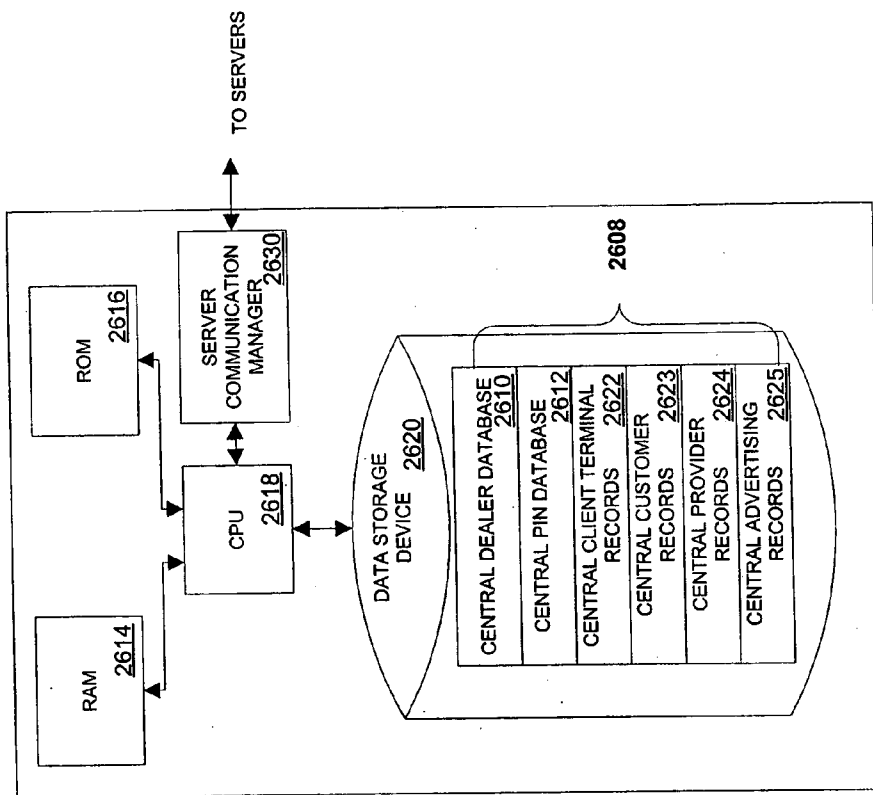 RAM
2614
ROM
2616
CPU
2618
SERVER
COMMUNICATION
MANAGER
2630
TO SERVERS
DATA STORAGE
DEVICE
2620
CENTRAL DEALER DATABASE
2610
CENTRAL PIN DATABASE
2612
CENTRAL CLIENT TERMINAL
RECORDS 2622
CENTRAL CUSTOMER
RECORDS 2623
CENTRAL PROVIDER
RECORDS 2624
CENTRAL ADVERTISING
RECORDS 2625
2608